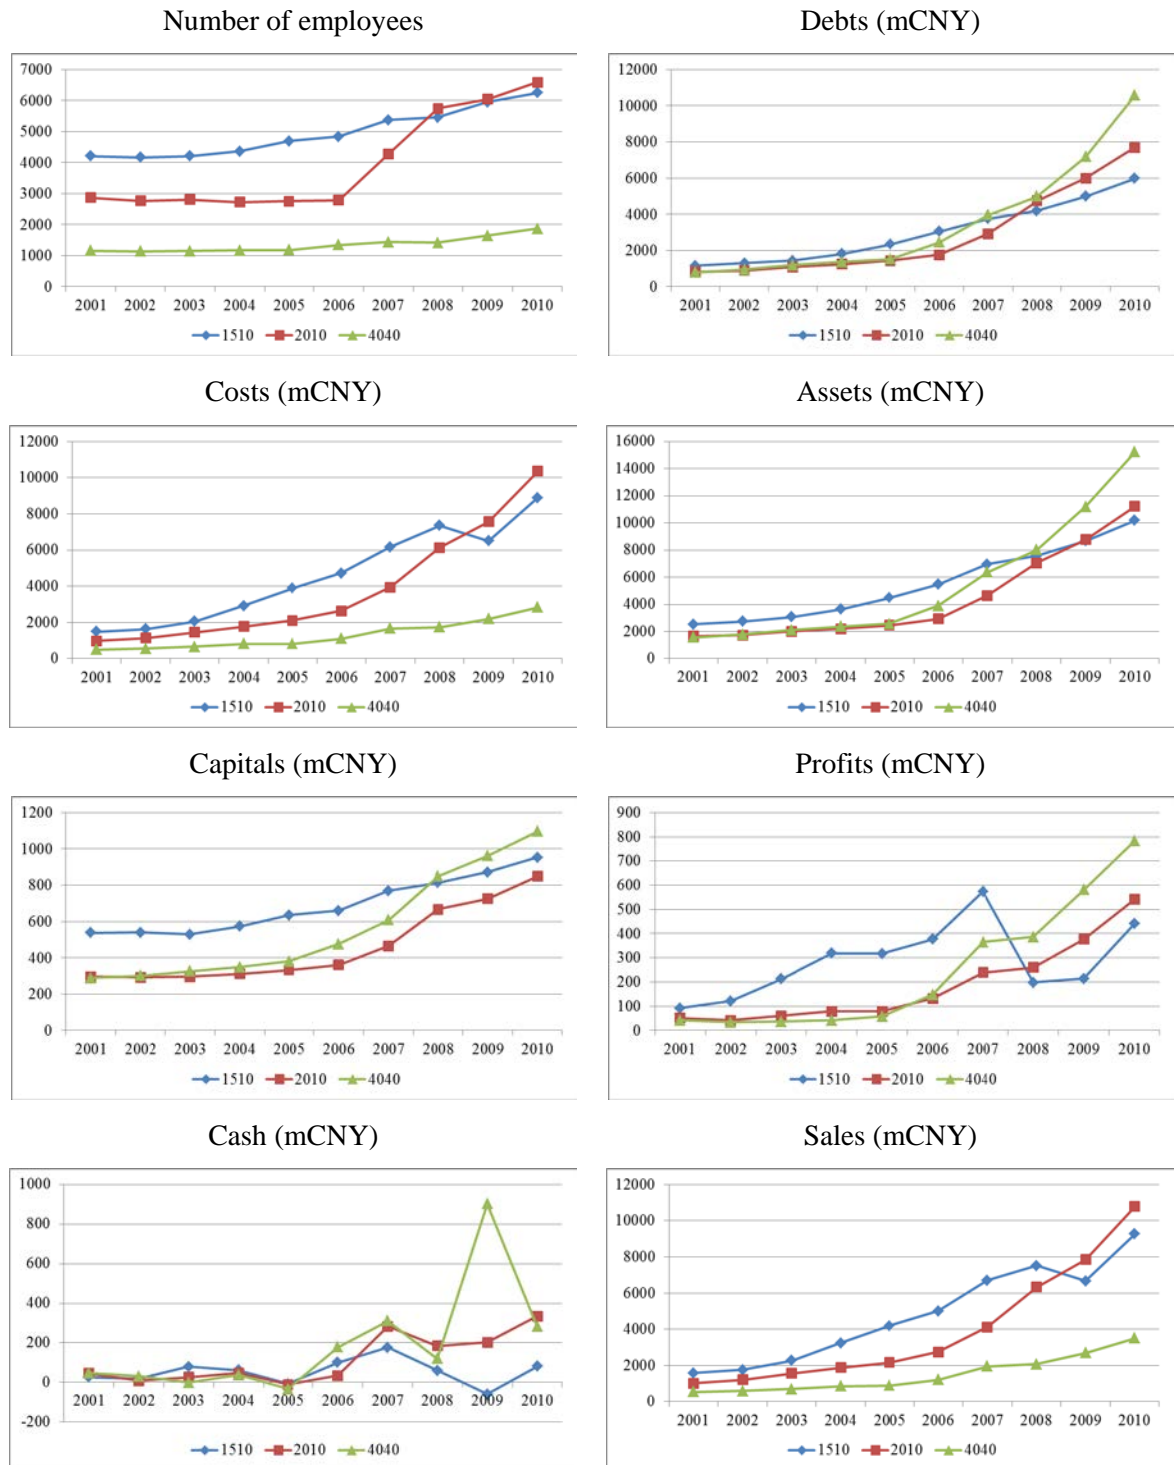 Number of employees
7000
6000
5000
4000
3000
2000
1000
0
2001 2002 2003 2004 2005 2006 2007 2008 2009 2010
1510 2010 4040
Debts (mCNY)
12000
10000
8000
6000
4000
2000
0
2001 2002 2003 2004 2005 2006 2007 2008 2009 2010
1510 2010 4040
Costs (mCNY)
12000
10000
8000
6000
4000
2000
0
2001 2002 2003 2004 2005 2006 2007 2008 2009 2010
1510 2010 4040
Assets (mCNY)
16000
14000
12000
10000
8000
6000
4000
2000
0
2001 2002 2003 2004 2005 2006 2007 2008 2009 2010
1510 2010 4040
Capitals (mCNY)
1200
1000
800
600
400
200
0
2001 2002 2003 2004 2005 2006 2007 2008 2009 2010
1510 2010 4040
Profits (mCNY)
900
800
700
600
500
400
300
200
100
0
2001 2002 2003 2004 2005 2006 2007 2008 2009 2010
1510 2010 4040
Cash (mCNY)
1000
800
600
400
200
0
-200
2001 2002 2003 2004 2005 2006 2007 2008 2009 2010
1510 2010 4040
Sales (mCNY)
12000
10000
8000
6000
4000
2000
0
2001 2002 2003 2004 2005 2006 2007 2008 2009 2010
1510 2010 4040